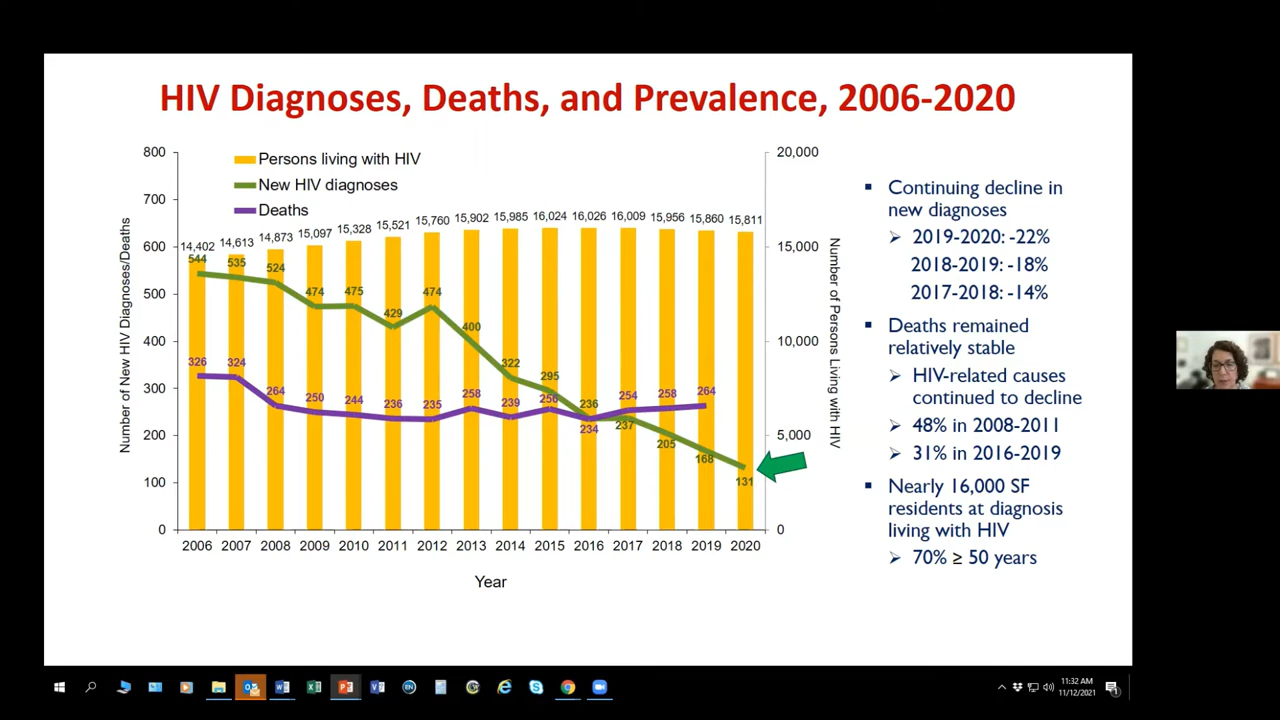 HIV Diagnoses, Deaths, and Prevalence, 2006-2020
Persons living with HIV
New HIV diagnoses
Deaths
Number of New HIV Diagnoses/Deaths
800
700
600
500
400
300
200
100
0
14,402 14,613 14,873 15,097 15,328 15,521 15,760 15,902 15,985 16,024 16,026 16,009 15,956 15,860 15,811
544 535 524 474 475 429 474 400 322 295 236 237 205 168 131
326 324 264 250 244 236 235 258 239 256 234 254 258 264
20,000
15,000
10,000
5,000
0
Number of Persons Living with HIV
2006 2007 2008 2009 2010 2011 2012 2013 2014 2015 2016 2017 2018 2019 2020
Year
▪ Continuing decline in
new diagnoses
➢ 2019-2020: -22%
2018-2019: -18%
2017-2018: -14%
▪ Deaths remained
relatively stable
➢ HIV-related causes
continued to decline
➢ 48% in 2008-2011
➢ 31% in 2016-2019
▪ Nearly 16,000 SF
residents at diagnosis
living with HIV
➢ 70% ≥ 50 years
11:32 AM
11/12/2021